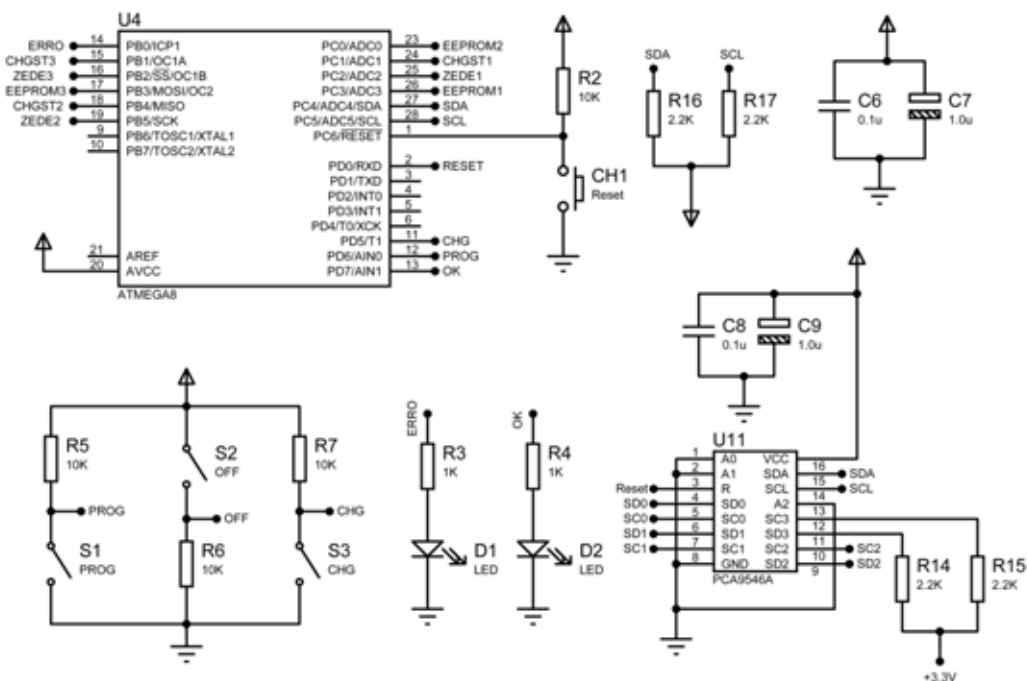 U4
ERRO 14 PB0/ICP1 PC0/ADC0 23 EEPROM2
CHGST3 15 PB1/OC1A PC1/ADC1 24 CHGST1
ZEDE3 16 PB2/SS/OC1B PC2/ADC2 25 ZEDE1
EEPROM3 17 PB3/MOSI/OC2 PC3/ADC3 26 EEPROM1
CHGST2 18 PB4/MISO PC4/ADC4/SDA 27 SDA
ZEDE2 19 PB5/SCK PC5/ADC5/SCL 28 SCL
9 PB6/TOSC1/XTAL1 PC6/RESET 1
10 PB7/TOSC2/XTAL2
PD0/RXD 2 RESET
PD1/TXD 3
PD2/INT0 4
PD3/INT1 5
PD4/T0/XCK 6
PD5/T1 11 CHG
21 AREF PD6/AIN0 12 PROG
20 AVCC PD7/AIN1 13 OK
ATMEGA8
R2
10K
CH1
Reset
SDA SCL
R16 R17
2.2K 2.2K
C6 C7
0.1u 1.0u
R5
10K
PROG
S1
PROG
S2
OFF
OFF
R6
10K
R7
10K
CHG
S3
CHG
ERRO
R3
1K
D1
LED
OK
R4
1K
D2
LED
C8 C9
0.1u 1.0u
U11
1 A0 VCC
2 A1 SDA 16 SDA
Reset 3 R SCL 15 SCL
SD0 4 SD0 A2 14
SC0 5 SC0 SC3 13
SD1 6 SD1 SD3 12
SC1 7 SC1 SC2 11 SC2
8 GND SD2 10 SD2
9
PCA9546A
R14 R15
2.2K 2.2K
+3.3V